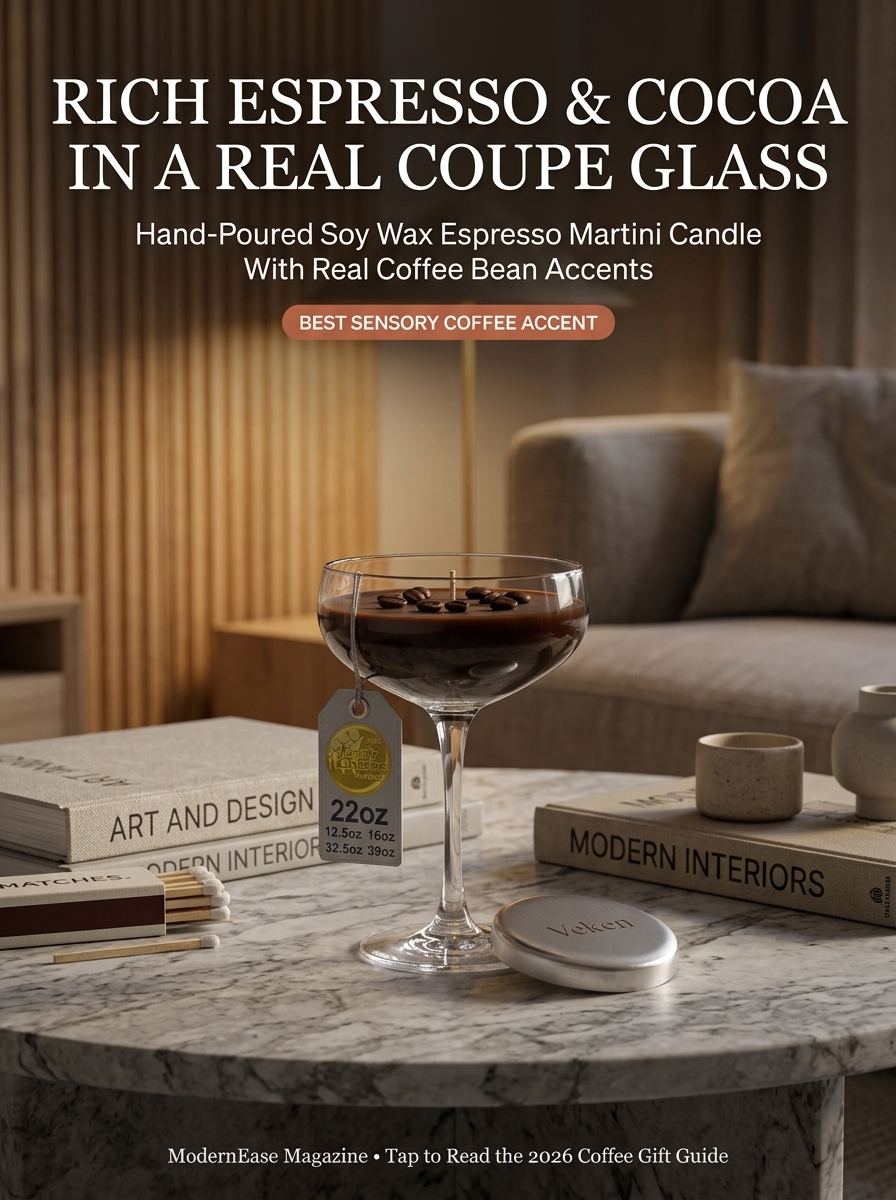 RICH ESPRESSO & COCOA
IN A REAL COUPE GLASS
Hand-Poured Soy Wax Espresso Martini Candle
With Real Coffee Bean Accents
BEST SENSORY COFFEE ACCENT
ART AND DESIGN
ODERN INTERIOR
MATCHES.
22oz
12.5oz 16oz
32.5oz 39oz
MODERN INTERIORS
Veken
ModernEase Magazine • Tap to Read the 2026 Coffee Gift Guide